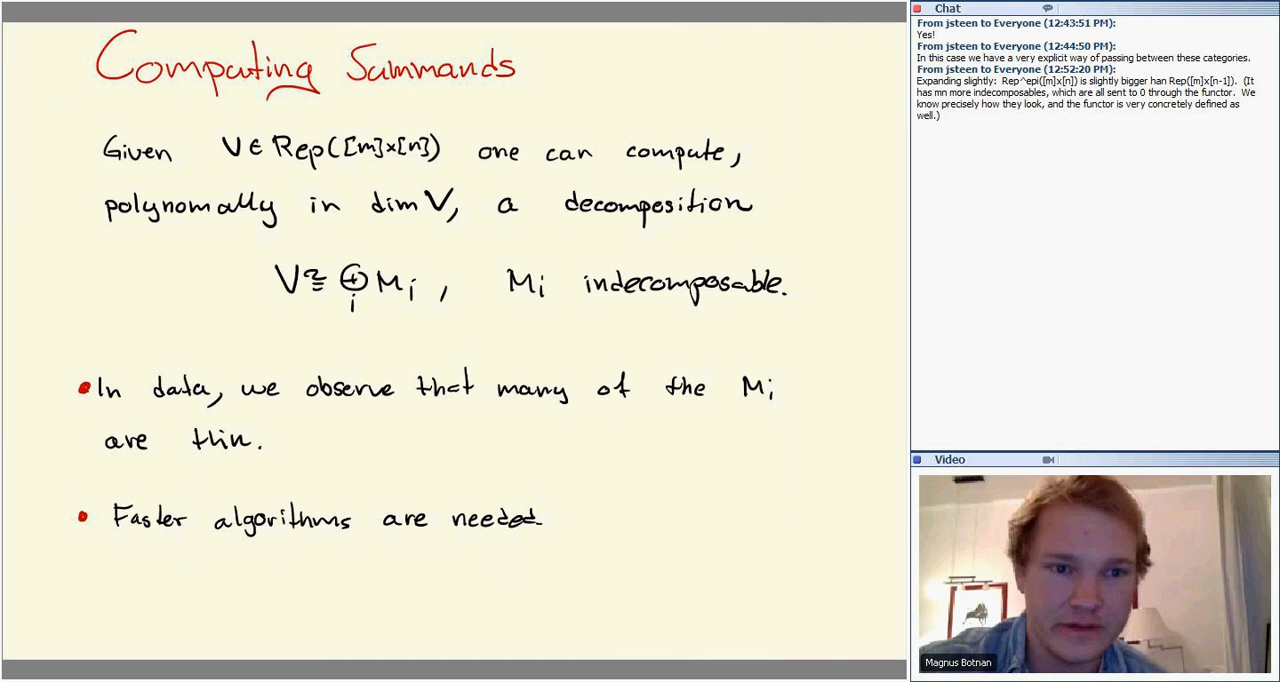 Computing Summands
Given V ∈ Rep([m]×[n]) one can compute,
polynomally in dim V, a decomposition
V ≅ ⊕ Mi, Mi indecomposable.
i
• In data, we observe that many of the Mi
are thin.
• Faster algorithms are needed.
Chat
From jsteen to Everyone (12:43:51 PM):
Yes!
From jsteen to Everyone (12:44:50 PM):
In this case we have a very explicit way of passing between these categories.
From jsteen to Everyone (12:52:20 PM):
Expanding slightly: Rep^epi([m]x[n]) is slightly bigger han Rep([m]x[n-1]). (It
has mn more indecomposables, which are all sent to 0 through the functor. We
know precisely how they look, and the functor is very concretely defined as
well.)
Video
Magnus Botnan